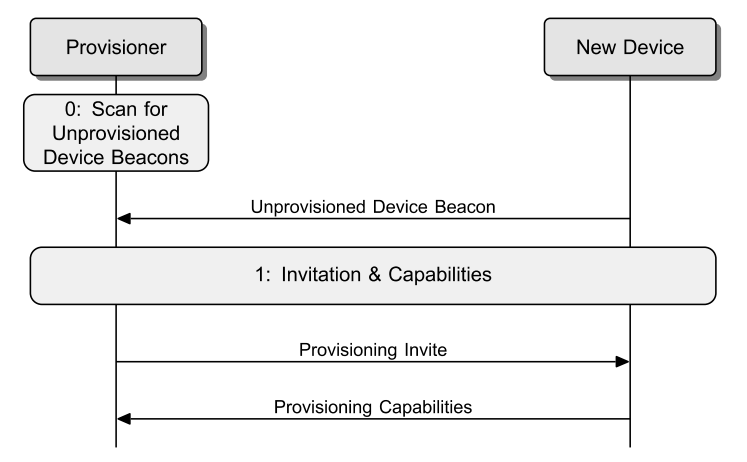 Provisioner
New Device
0: Scan for
Unprovisioned
Device Beacons
Unprovisioned Device Beacon
1: Invitation & Capabilities
Provisioning Invite
Provisioning Capabilities